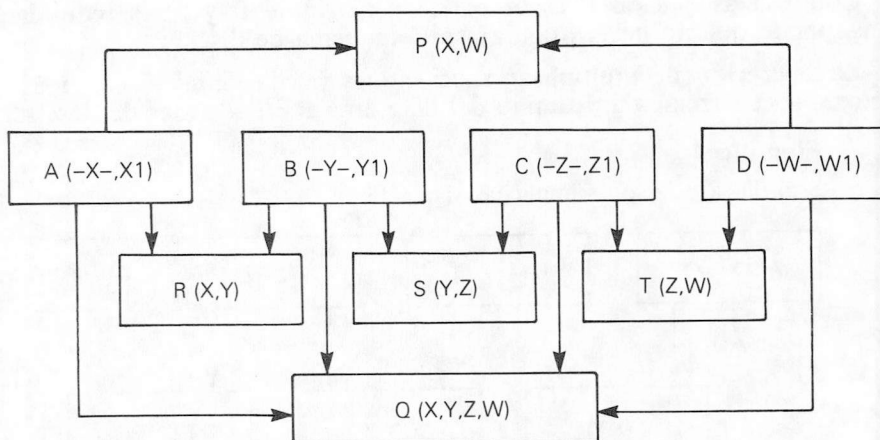 P (X,W)
A (–X–,X1)
B (–Y–,Y1)
C (–Z–,Z1)
D (–W–,W1)
R (X,Y)
S (Y,Z)
T (Z,W)
Q (X,Y,Z,W)